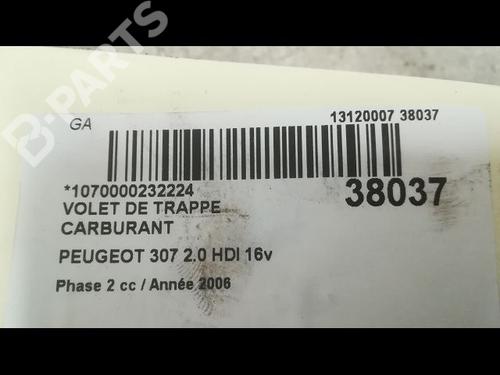 B-PARTS
GA
13120007 38037
*1070000232224
38037
VOLET DE TRAPPE
CARBURANT
PEUGEOT 307 2.0 HDI 16v
Phase 2 cc / Année 2006